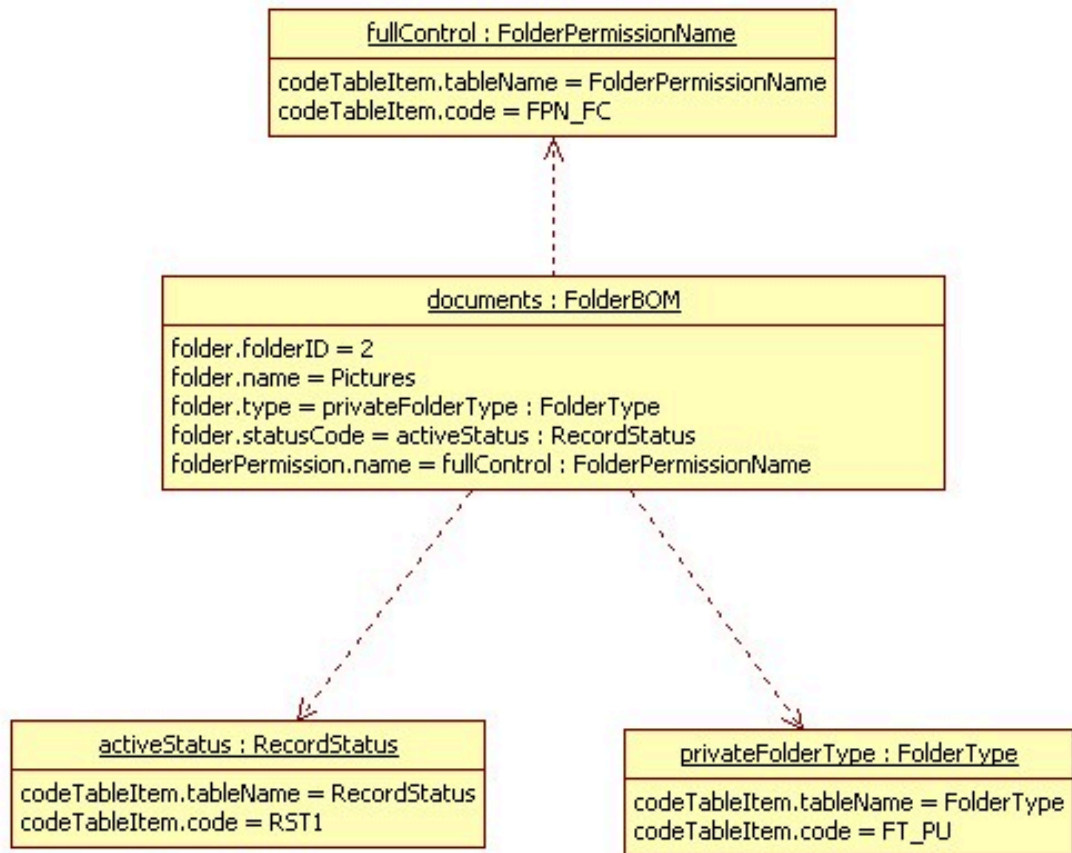 fullControl : FolderPermissionName
codeTableItem.tableName = FolderPermissionName
codeTableItem.code = FPN_FC
documents : FolderBOM
folder.folderID = 2
folder.name = Pictures
folder.type = privateFolderType : FolderType
folder.statusCode = activeStatus : RecordStatus
folderPermission.name = fullControl : FolderPermissionName
activeStatus : RecordStatus
codeTableItem.tableName = RecordStatus
codeTableItem.code = RST1
privateFolderType : FolderType
codeTableItem.tableName = FolderType
codeTableItem.code = FT_PU